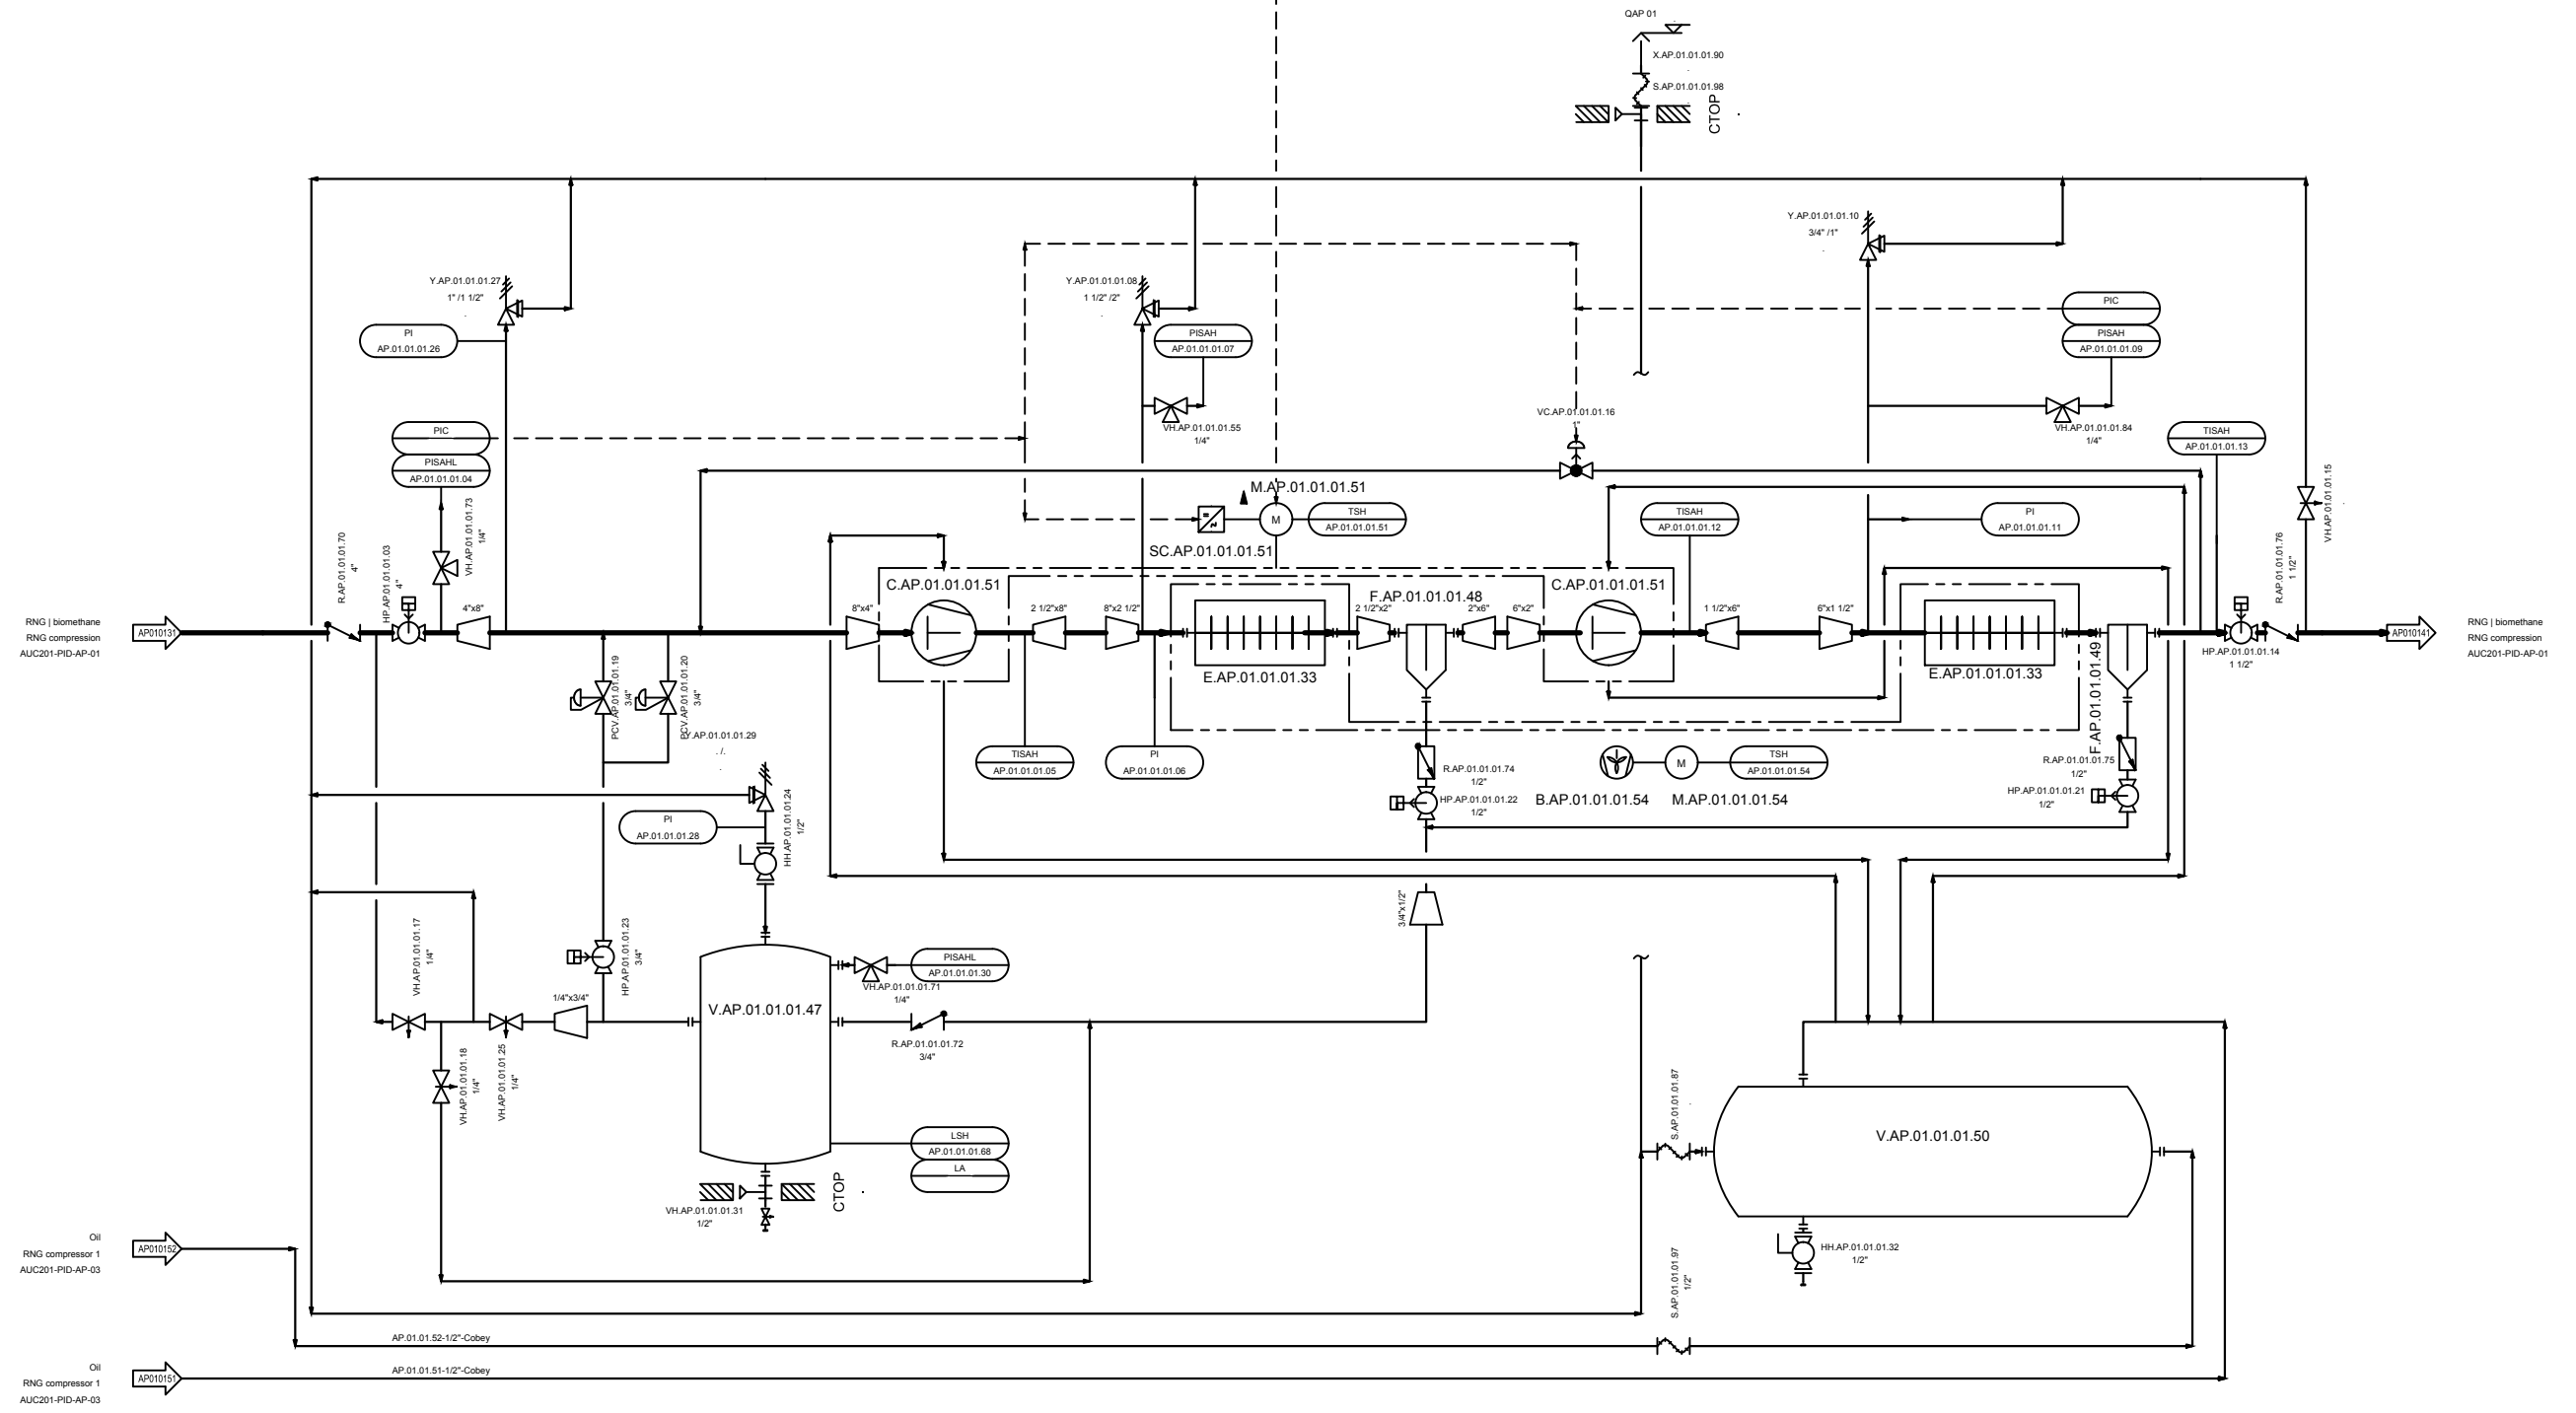 QAP 01
X.AP.01.01.01.90
S.AP.01.01.01.98
CTOP
Y.AP.01.01.01.10
3/4" /1"
Y.AP.01.01.01.27
1" /1 1/2"
Y.AP.01.01.01.08
1 1/2" /2"
PIC
PISAH
AP.01.01.01.09
PI
AP.01.01.01.26
PISAH
AP.01.01.01.07
VC.AP.01.01.01.16
1"
VH.AP.01.01.01.55
1/4"
VH.AP.01.01.01.84
1/4"
TISAH
AP.01.01.01.13
PIC
PISAHL
AP.01.01.01.04
VH.AP.01.01.01.73
1/4"
VH.AP.01.01.01.15
M.AP.01.01.01.51
M
TSH
AP.01.01.01.51
TISAH
AP.01.01.01.12
PI
AP.01.01.01.11
SC.AP.01.01.01.51
R.AP.01.01.01.70
4"
HP.AP.01.01.01.03
4"
R.AP.01.01.01.76
1 1/2"
C.AP.01.01.01.51
C.AP.01.01.01.51
F.AP.01.01.01.48
4"x8"
8"x4"
2 1/2"x8"
8"x2 1/2"
2 1/2"x2"
2"x6"
6"x2"
1 1/2"x6"
6"x1 1/2"
RNG | biomethane
RNG compression
AUC201-PID-AP-01
AP010131
AP010141
RNG | biomethane
RNG compression
AUC201-PID-AP-01
HP.AP.01.01.01.14
1 1/2"
E.AP.01.01.01.33
E.AP.01.01.01.33
F.AP.01.01.01.49
PCV.AP.01.01.01.19
3/4"
PCV.AP.01.01.01.20
3/4"
Y.AP.01.01.01.29
. /.
TISAH
AP.01.01.01.05
PI
AP.01.01.01.06
R.AP.01.01.01.74
1/2"
M
TSH
AP.01.01.01.54
R.AP.01.01.01.75
1/2"
HP.AP.01.01.01.22
1/2"
B.AP.01.01.01.54
M.AP.01.01.01.54
HP.AP.01.01.01.21
1/2"
PI
AP.01.01.01.28
HH.AP.01.01.01.24
1/2"
3/4"x1/2"
VH.AP.01.01.01.17
1/4"
HP.AP.01.01.01.23
3/4"
PISAHL
AP.01.01.01.30
VH.AP.01.01.01.71
1/4"
1/4"x3/4"
V.AP.01.01.01.47
R.AP.01.01.01.72
3/4"
VH.AP.01.01.01.18
1/4"
VH.AP.01.01.01.25
1/4"
S.AP.01.01.01.87
V.AP.01.01.01.50
LSH
AP.01.01.01.68
LA
CTOP
VH.AP.01.01.01.31
1/2"
HH.AP.01.01.01.32
1/2"
S.AP.01.01.01.97
1/2"
Oil
RNG compressor 1
AUC201-PID-AP-03
AP010152
AP.01.01.52-1/2"-Cobey
Oil
RNG compressor 1
AUC201-PID-AP-03
AP010151
AP.01.01.51-1/2"-Cobey